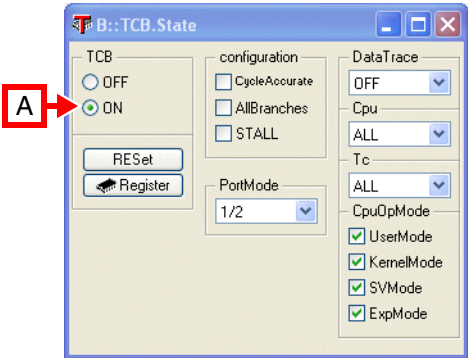 B::TCB.State
TCB
OFF
A
ON
RESet
Register
configuration
CycleAccurate
AllBranches
STALL
PortMode
1/2
DataTrace
OFF
Cpu
ALL
Tc
ALL
CpuOpMode
UserMode
KernelMode
SVMode
ExpMode